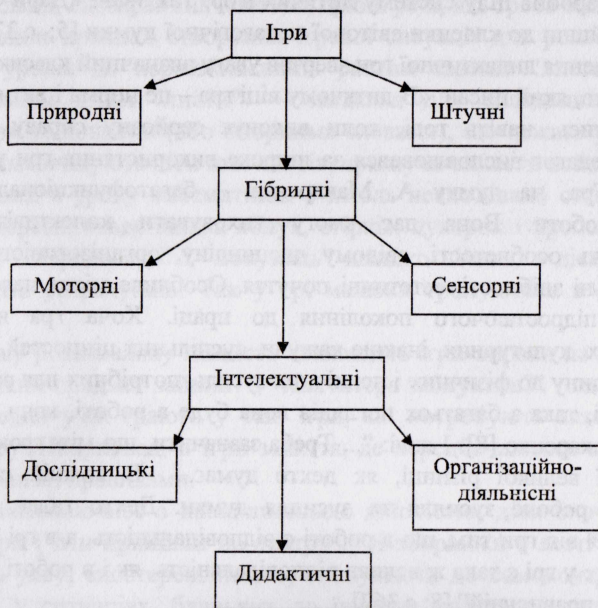 Ігри
Природні
Штучні
Гібридні
Моторні
Сенсорні
Інтелектуальні
Дослідницькі
Організаційно-
діяльнісні
Дидактичні